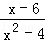 x − 6
x² − 4